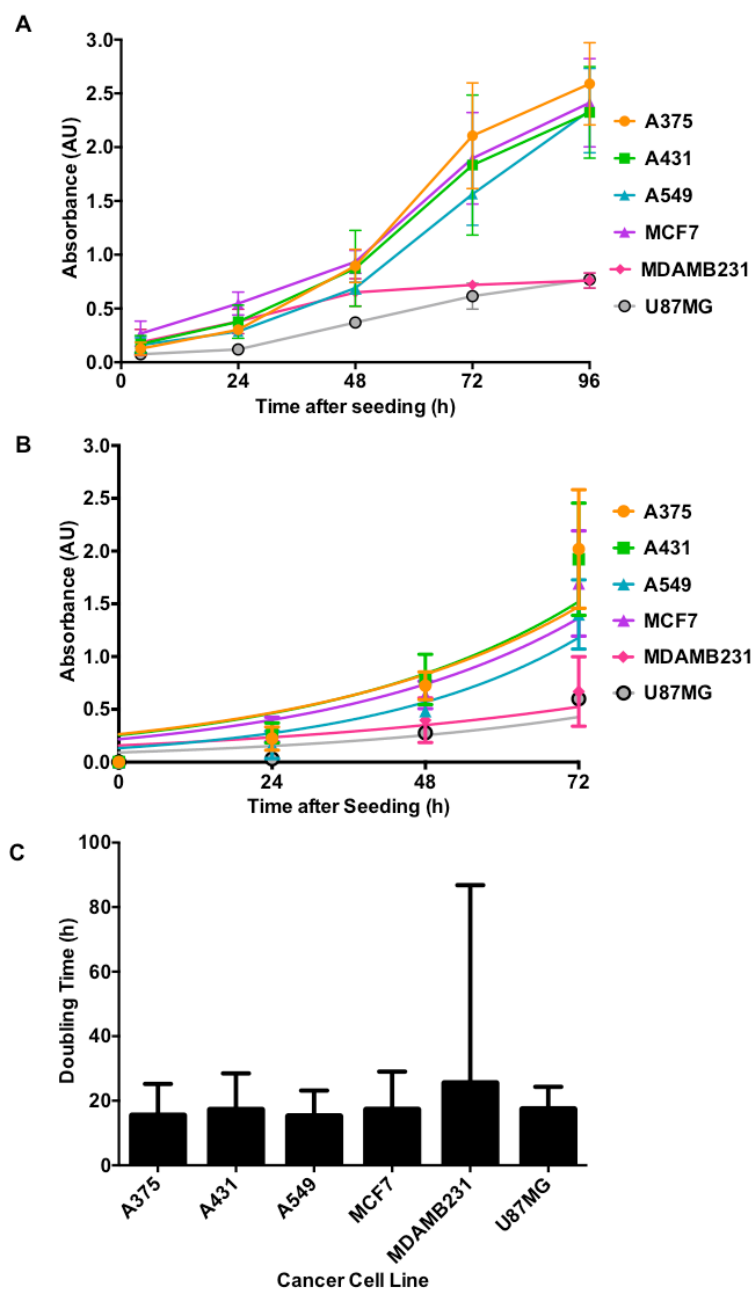 A
3.0
2.5
2.0
1.5
1.0
0.5
0.0
Absorbance (AU)
0 24 48 72 96
Time after seeding (h)
A375
A431
A549
MCF7
MDAMB231
U87MG
B
3.0
2.5
2.0
1.5
1.0
0.5
0.0
Absorbance (AU)
0 24 48 72
Time after Seeding (h)
A375
A431
A549
MCF7
MDAMB231
U87MG
C
100
80
60
40
20
0
Doubling Time (h)
A375 A431 A549 MCF7 MDAMB231 U87MG
Cancer Cell Line